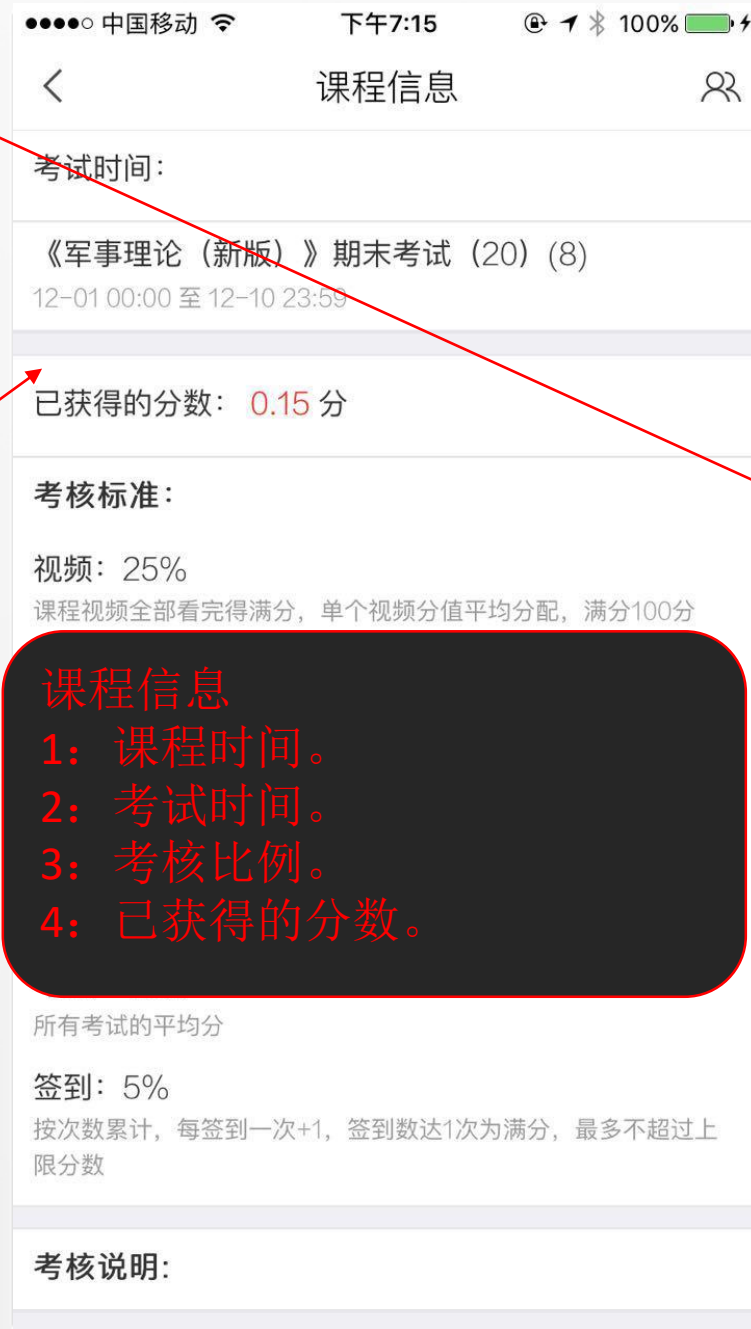 中国移动 下午7:15 100%
课程信息
考试时间：
《军事理论（新版）》期末考试（20）(8)
12-01 00:00 至 12-10 23:59
已获得的分数： 0.15 分
考核标准：
视频：25%
课程视频全部看完得满分，单个视频分值平均分配，满分100分
课程信息
1：课程时间。
2：考试时间。
3：考核比例。
4：已获得的分数。
所有考试的平均分
签到：5%
按次数累计，每签到一次+1，签到数达1次为满分，最多不超过上
限分数
考核说明: